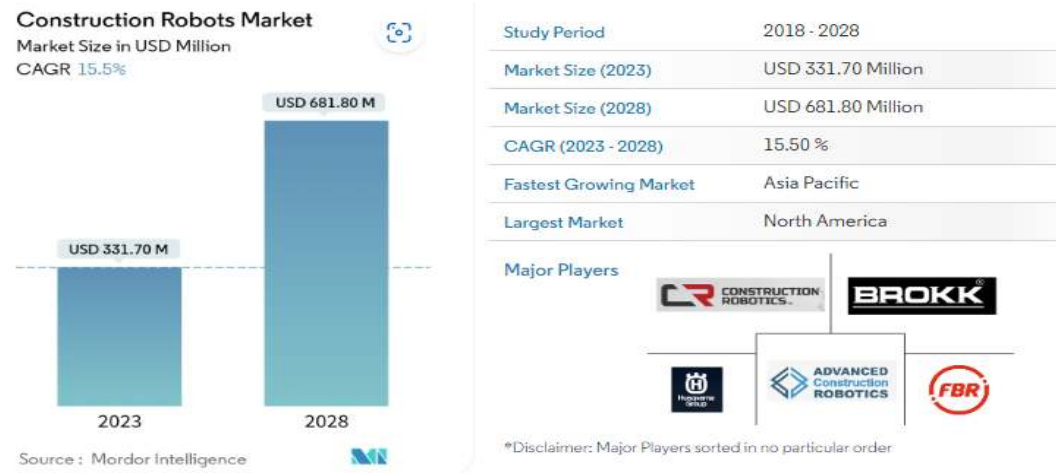 Construction Robots Market
Market Size in USD Million
CAGR 15.5%
USD 681.80 M
USD 331.70 M
2023
2028
Source : Mordor Intelligence
Study Period 2018 - 2028
Market Size (2023) USD 331.70 Million
Market Size (2028) USD 681.80 Million
CAGR (2023 - 2028) 15.50 %
Fastest Growing Market Asia Pacific
Largest Market North America
Major Players
CONSTRUCTION
ROBOTICS
BROKK
Husqvarna
Group
ADVANCED
Construction
ROBOTICS
FBR
*Disclaimer: Major Players sorted in no particular order